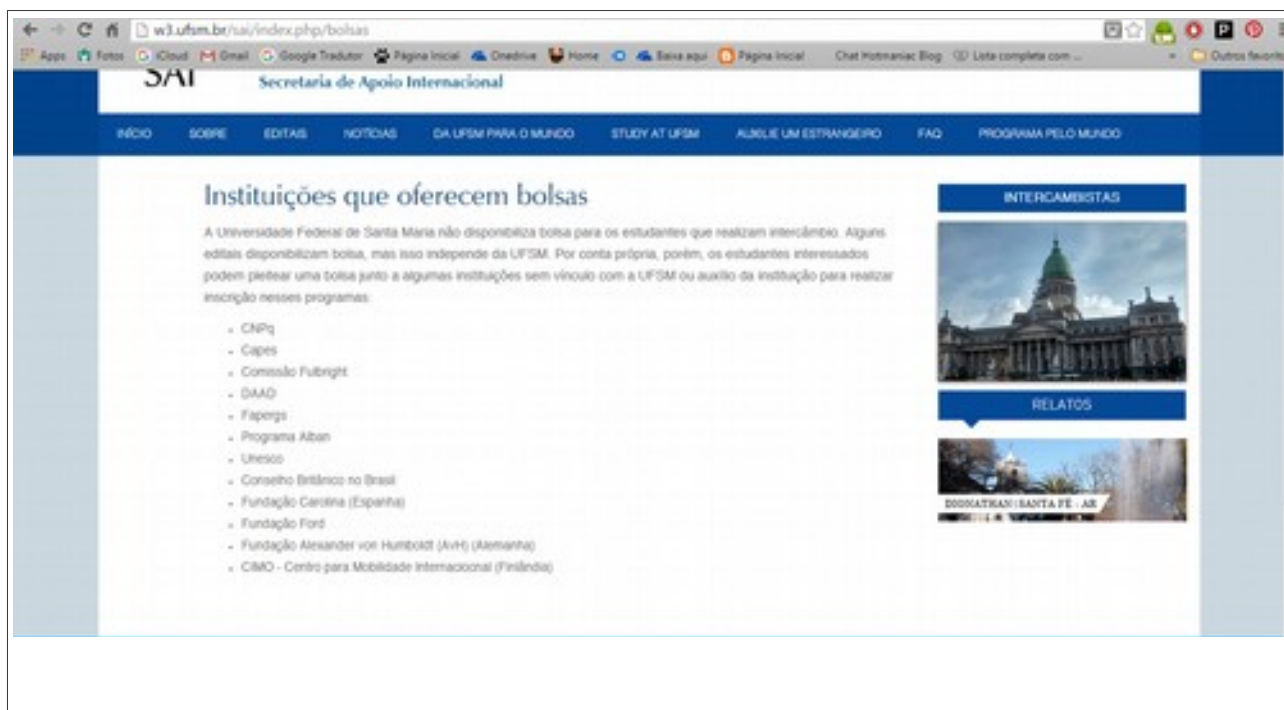 w3.ufsm.br/sai/index.php/bolsas
Apps Fotos iCloud Gmail Google Tradutor Página Inicial Onedrive Home Baixa aqui Página Inicial Chat Hotmaniac Blog Lista completa com ... Outros favorit
SAI Secretaria de Apoio Internacional
INÍCIO SOBRE EDITAIS NOTÍCIAS DA UFSM PARA O MUNDO STUDY AT UFSM AUXILIE UM ESTRANGEIRO FAQ PROGRAMA PELO MUNDO
Instituições que oferecem bolsas
A Universidade Federal de Santa Maria não disponibiliza bolsa para os estudantes que realizam intercâmbio. Alguns
editais disponibilizam bolsa, mas isso independe da UFSM. Por conta própria, porém, os estudantes interessados
podem pleitear uma bolsa junto a algumas instituições sem vínculo com a UFSM ou auxílio da instituição para realizar
inscrição nesses programas:
CNPq
Capes
Comissão Fulbright
DAAD
Fapergs
Programa Alban
Unesco
Conselho Britânico no Brasil
Fundação Carolina (Espanha)
Fundação Ford
Fundação Alexander von Humboldt (AvH) (Alemanha)
CIMO - Centro para Mobilidade Internacional (Finlândia)
INTERCAMBISTAS
RELATOS
DIONATHAN | SANTA FÉ - AR